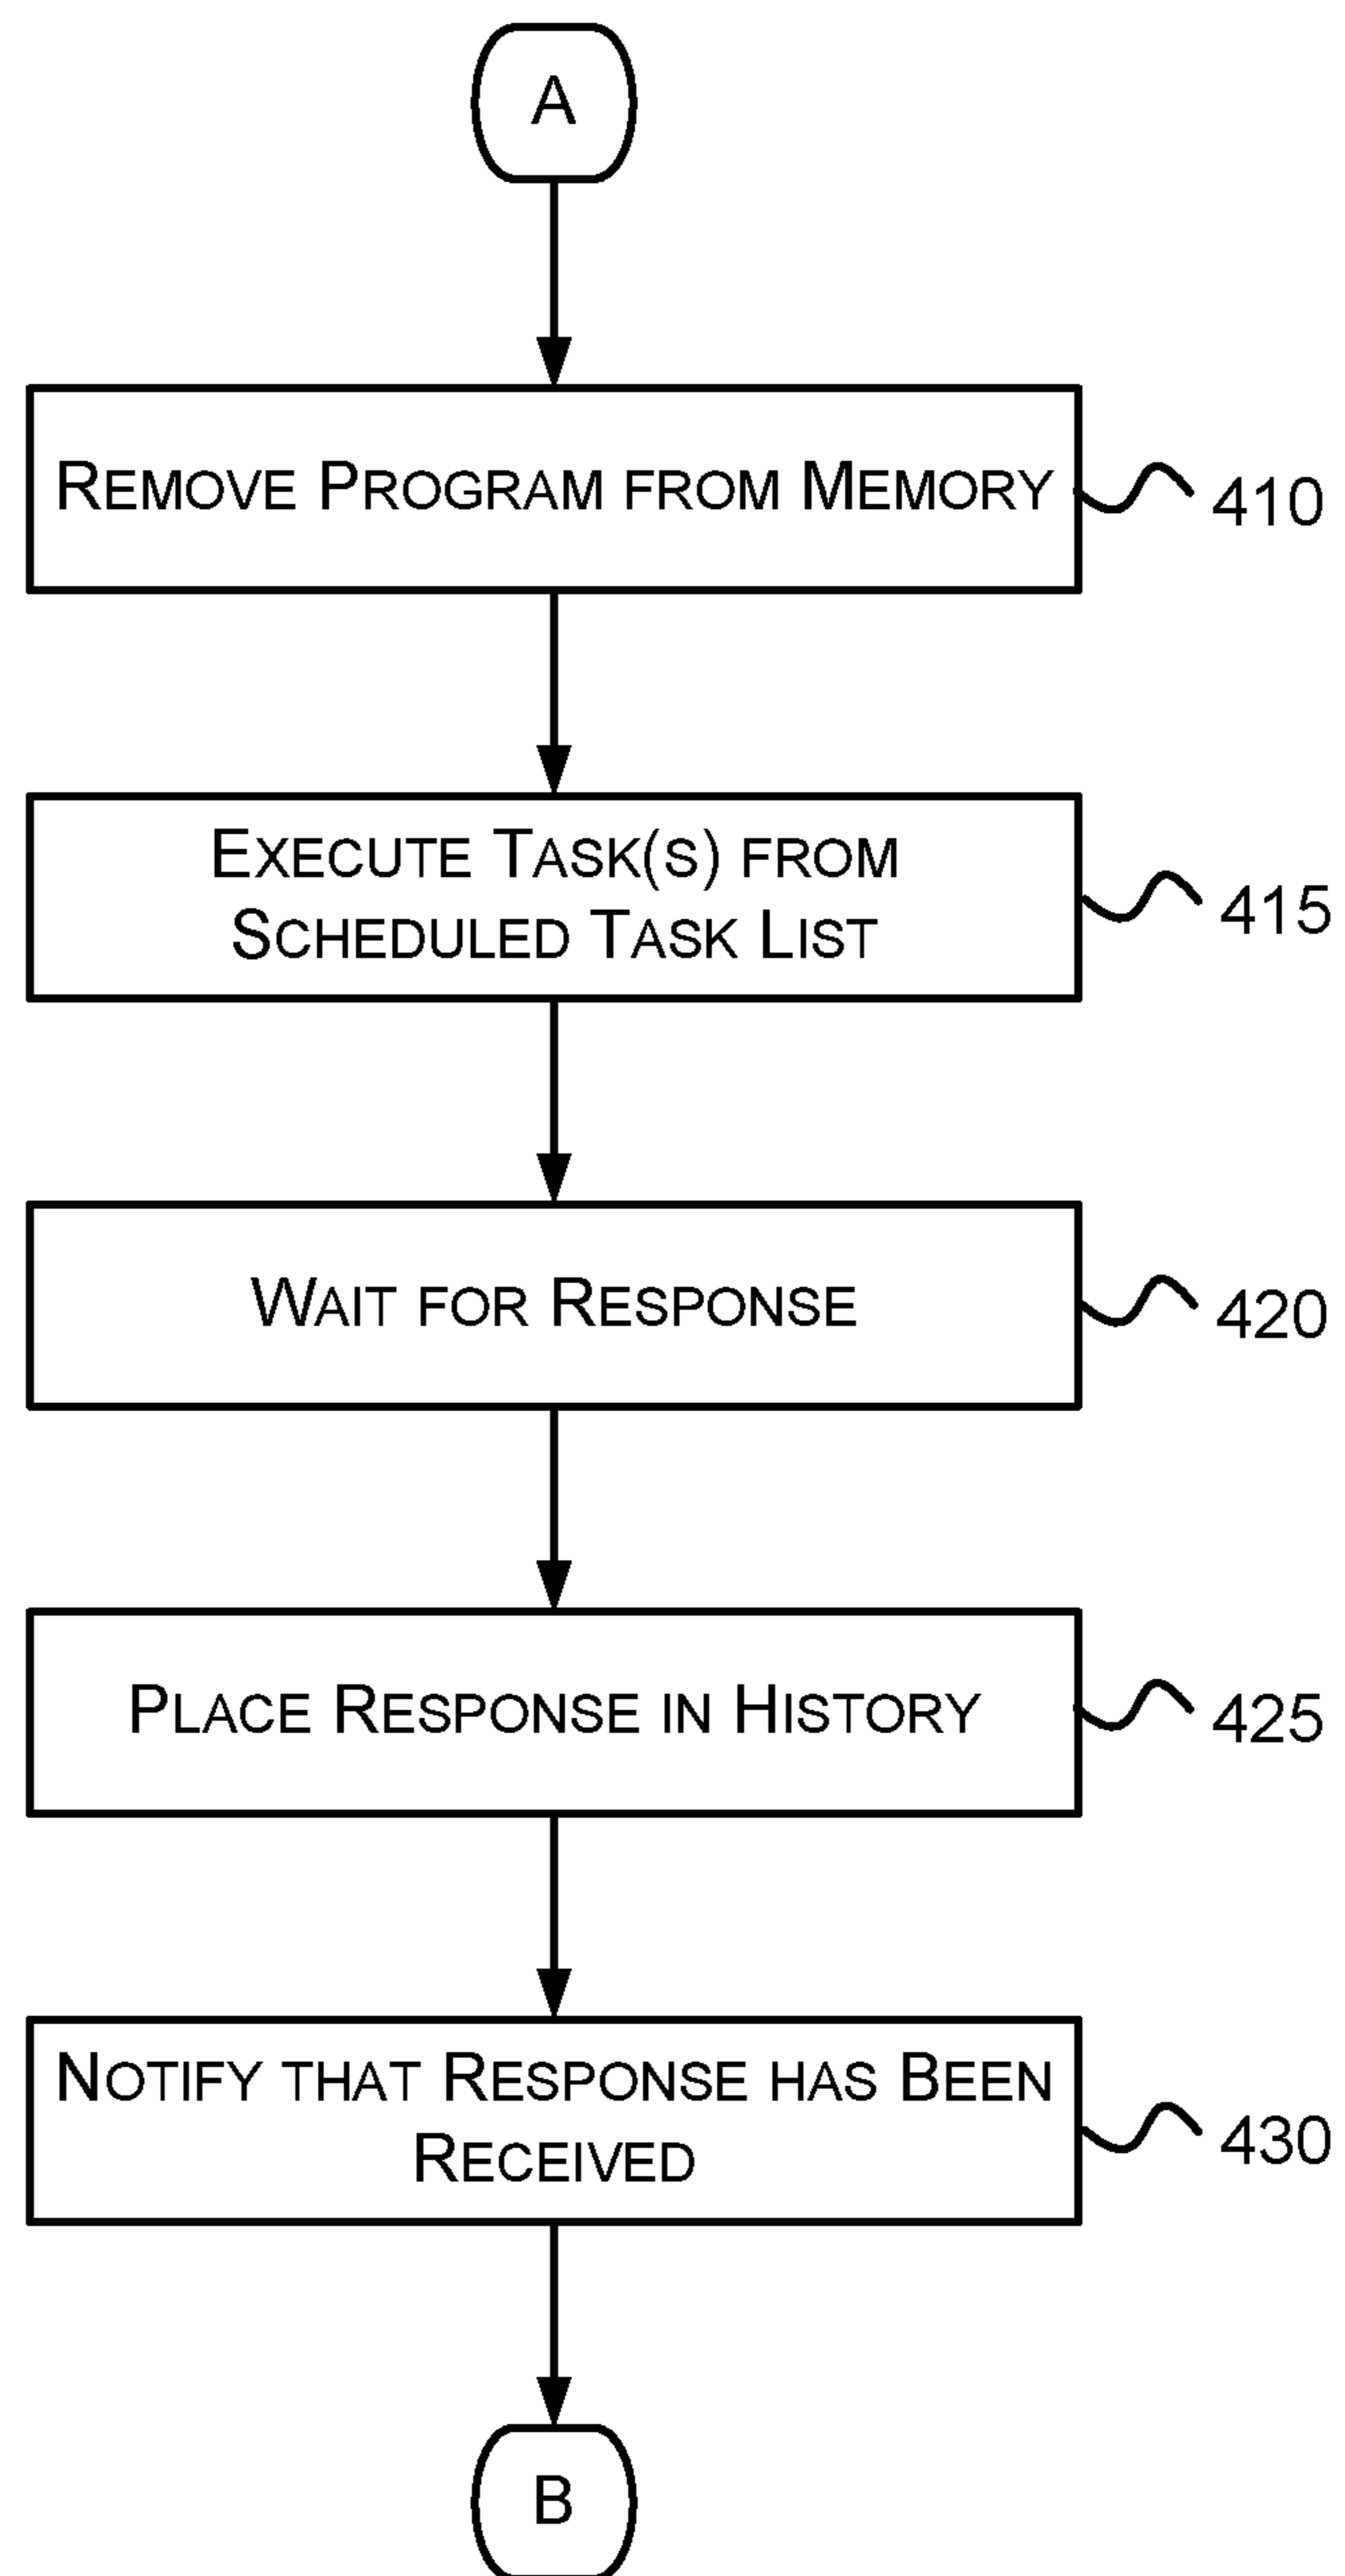 A
REMOVE PROGRAM FROM MEMORY
410
EXECUTE TASK(S) FROM
SCHEDULED TASK LIST
415
WAIT FOR RESPONSE
420
PLACE RESPONSE IN HISTORY
425
NOTIFY THAT RESPONSE HAS BEEN
RECEIVED
430
B